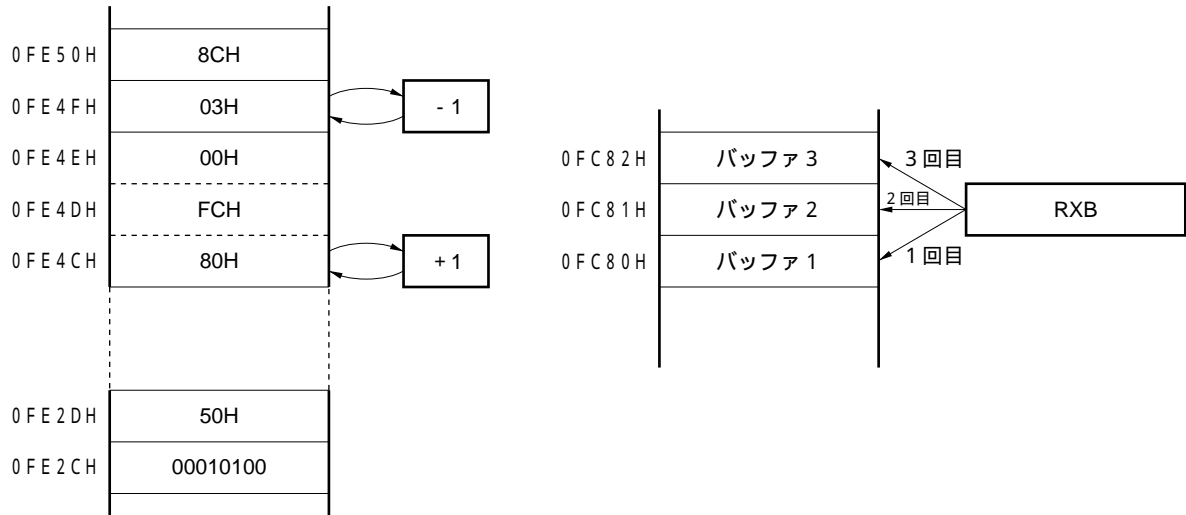 0FE50H 8CH
0FE4FH 03H - 1
0FE4EH 00H
0FE4DH FCH
0FE4CH 80H + 1
0FE2DH 50H
0FE2CH 00010100
0FC82H バッファ3 3回目
0FC81H バッファ2 2回目 RXB
0FC80H バッファ1 1回目